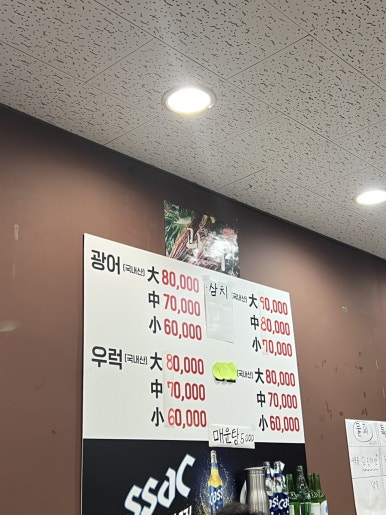 광어 (국내산) 大 80,000
中 70,000
小 60,000
삼치 (국내산) 大 90,000
中 80,000
小 70,000
우럭 (국내산) 大 80,000
中 70,000
小 60,000
(국내산) 大 80,000
中 70,000
小 60,000
매운탕 5,000
cass
물회